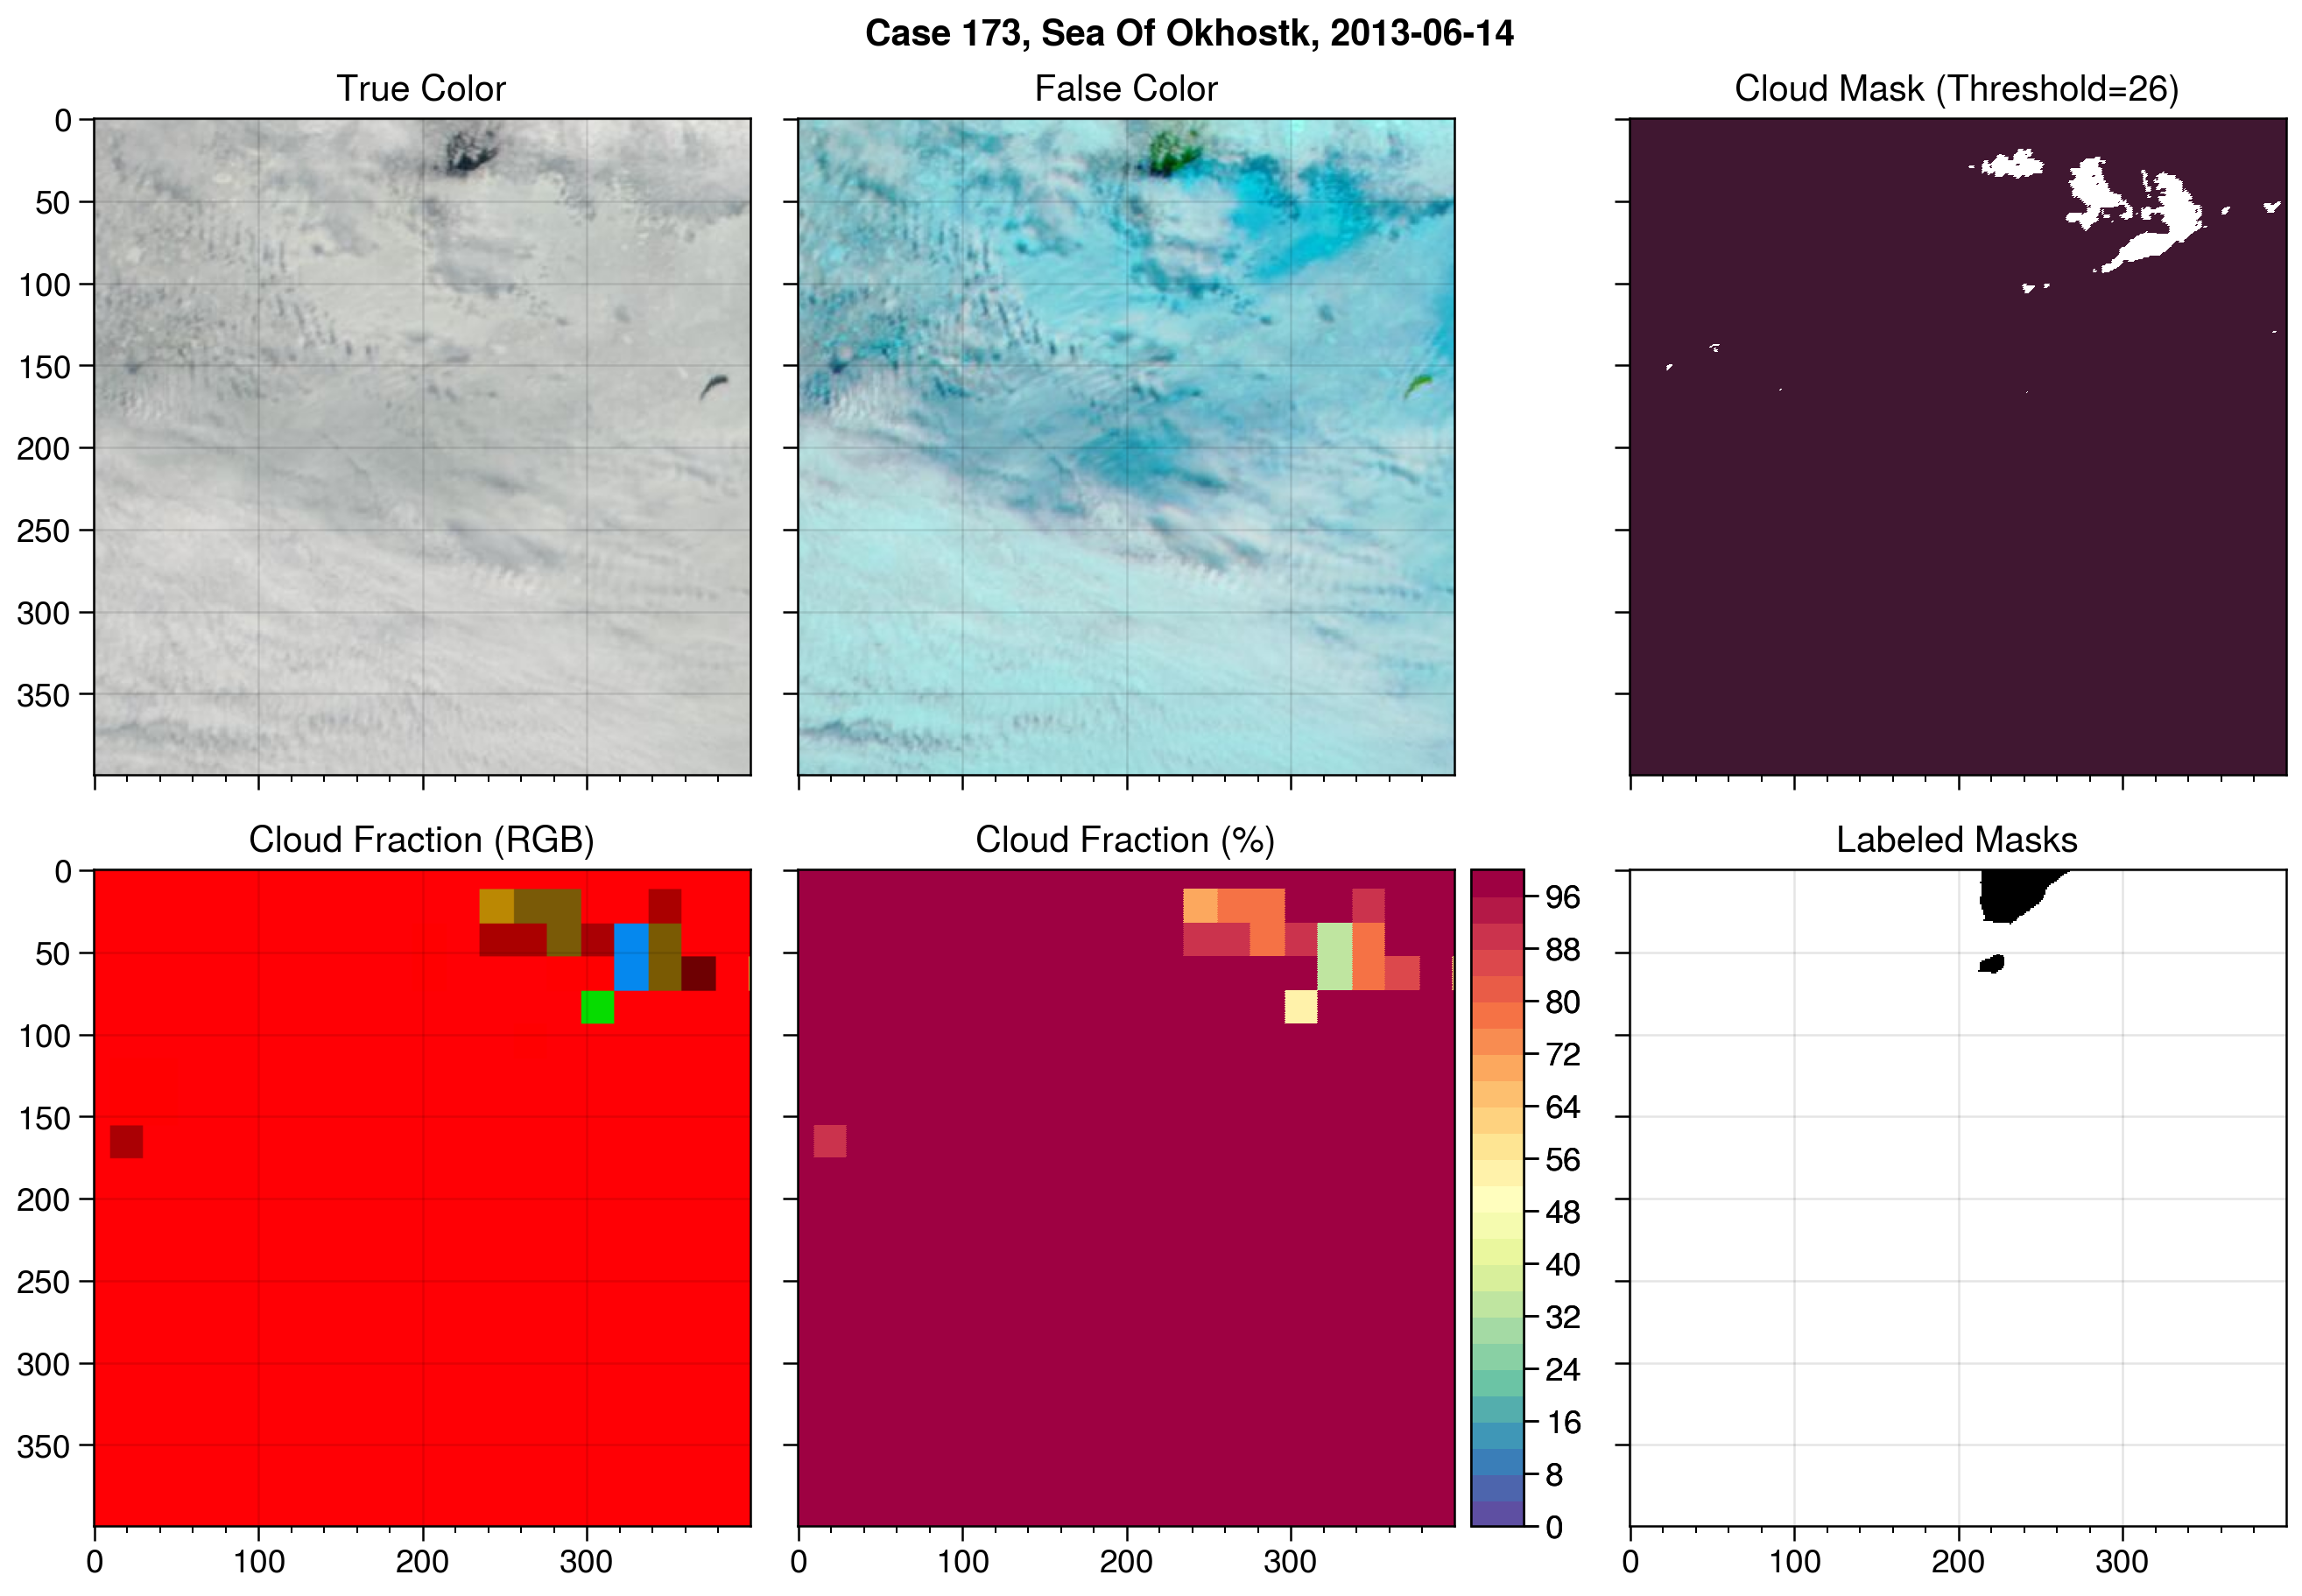 Case 173, Sea Of Okhostk, 2013-06-14
True Color
False Color
Cloud Mask (Threshold=26)
0
50
100
150
200
250
300
350
Cloud Fraction (RGB)
Cloud Fraction (%)
Labeled Masks
0
50
100
150
200
250
300
350
96
88
80
72
64
56
48
40
32
24
16
8
0
0 100 200 300
0 100 200 300
0 100 200 300